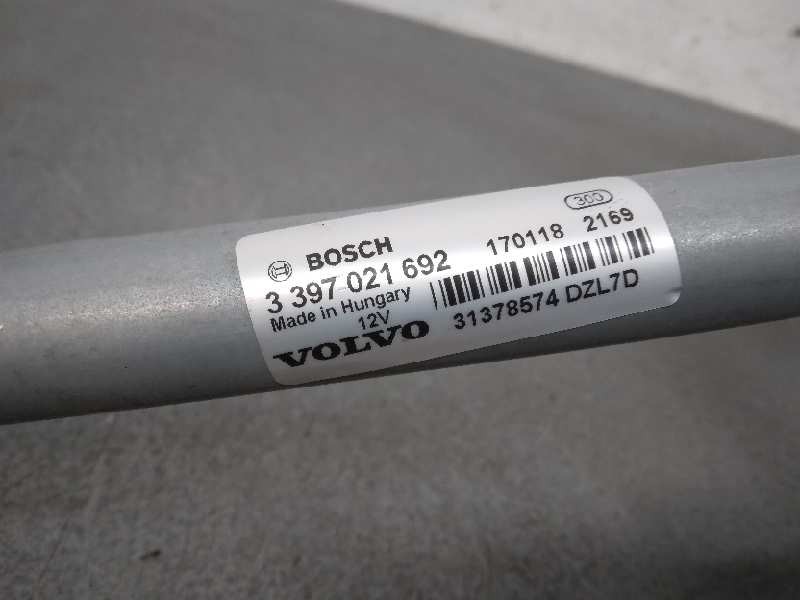 300
BOSCH 170118 2169
3 397 021 692
Made in Hungary
12V 31378574 DZL7D
VOLVO